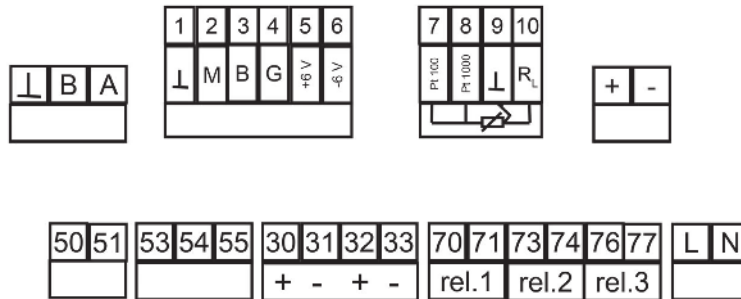 1 2 3 4 5 6
7 8 9 10
⊥ B A
⊥ M B G +6 V -6 V
Pt 100 Pt 1000 ⊥ RL
+ -
50 51 53 54 55 30 31 32 33 70 71 73 74 76 77 L N
+ - + - rel.1 rel.2 rel.3